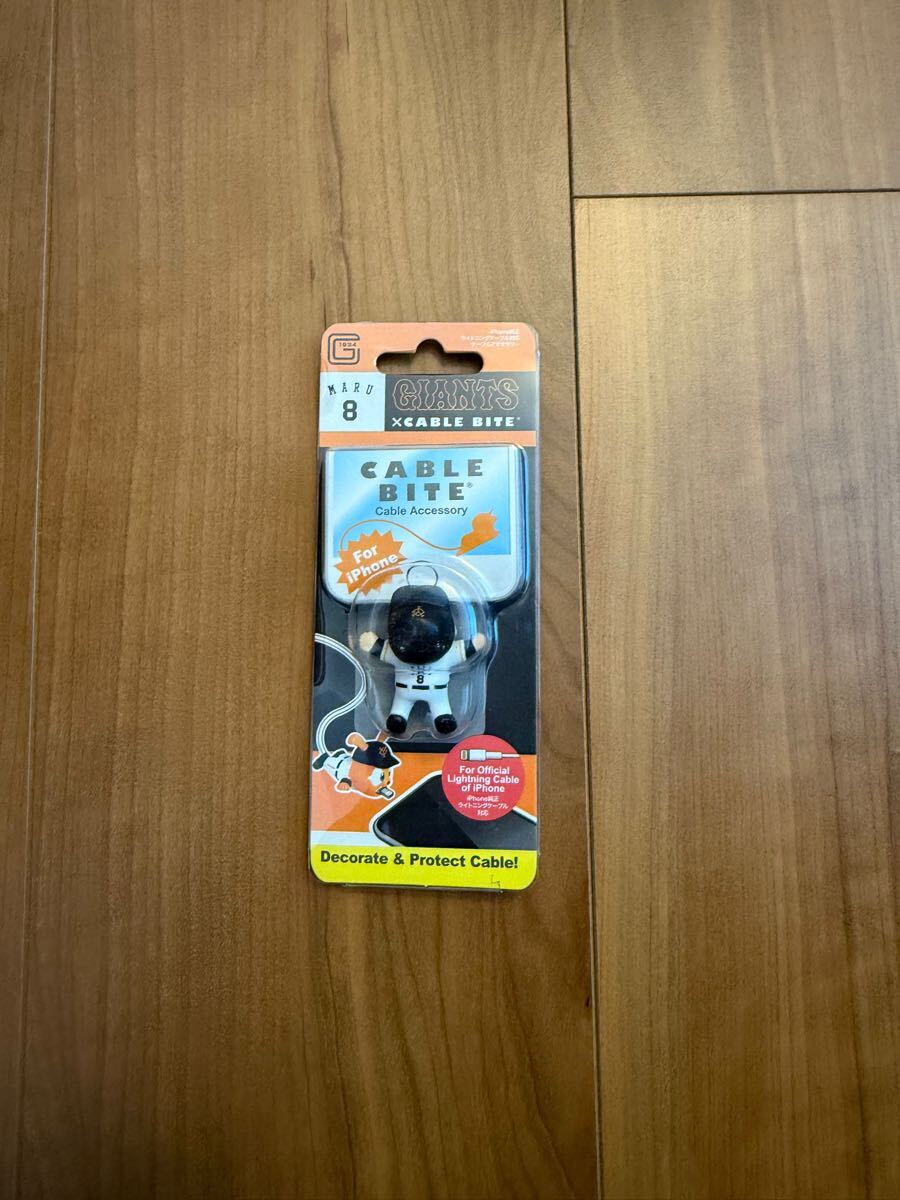 G 1934
iPhone純正
ライトニングケーブル対応
ケーブルアクセサリー
MARU
8
GIANTS
×CABLE BITE®
CABLE
BITE®
Cable Accessory
For
iPhone
8
For Official
Lightning Cable
of iPhone
iPhone純正
ライトニングケーブル
対応
Decorate & Protect Cable!